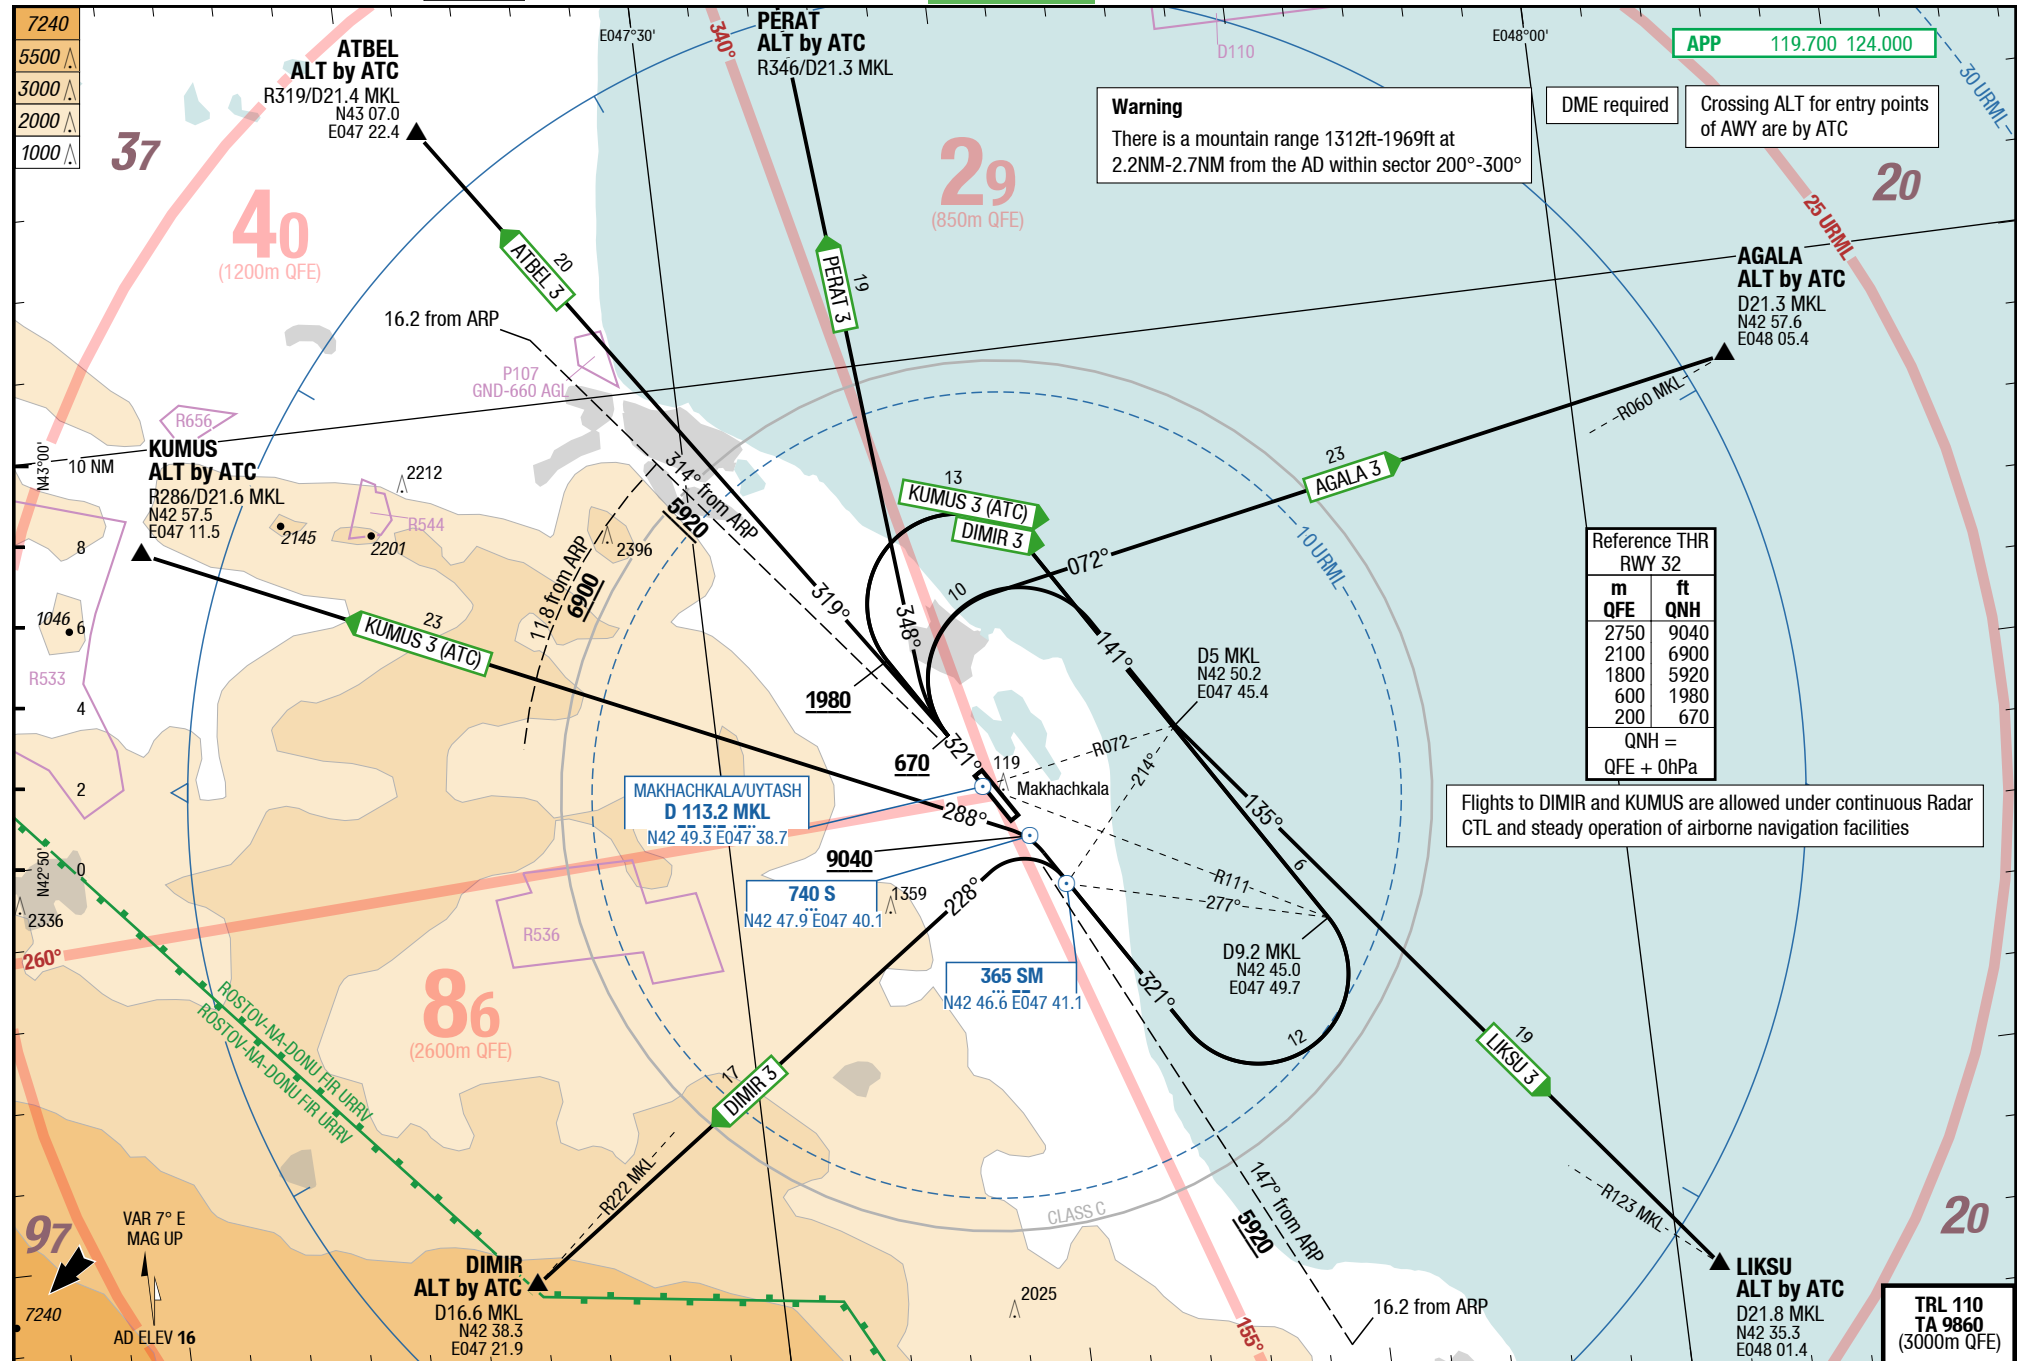 7240
5500
3000
2000
1000
37
ATBEL
ALT by ATC
R319/D21.4 MKL
N43 07.0
E047 22.4
E047°30'
340°
PERAT
ALT by ATC
R346/D21.3 MKL
D110
E048°00'
APP 119.700 124.000
30 URML
Warning
There is a mountain range 1312ft-1969ft at
2.2NM-2.7NM from the AD within sector 200°-300°
DME required
Crossing ALT for entry points
of AWY are by ATC
40
(1200m QFE)
29
(850m QFE)
20
25 URML
AGALA
ALT by ATC
D21.3 MKL
N42 57.6
E048 05.4
R060 MKL
20
ATBEL 3
19
PERAT 3
16.2 from ARP
P107
GND-660 AGL
R656
N43°00'
10 NM
KUMUS
ALT by ATC
R286/D21.6 MKL
N42 57.5
E047 11.5
2212
R544
2145
2201
2396
314° from ARP
5920
11.8 from ARP
6900
13
KUMUS 3 (ATC)
DIMIR 3
23
AGALA 3
10 URML
072°
10
319°
348°
141°
8
1046
6
R533
4
2
0
N42°50'
2336
23
KUMUS 3 (ATC)
1980
670
321°
119
Makhachkala
R072
214°
D5 MKL
N42 50.2
E047 45.4
Reference THR
RWY 32
m ft
QFE QNH
2750 9040
2100 6900
1800 5920
600 1980
200 670
QNH =
QFE + 0hPa
Flights to DIMIR and KUMUS are allowed under continuous Radar
CTL and steady operation of airborne navigation facilities
MAKHACHKALA/UYTASH
D 113.2 MKL
N42 49.3 E047 38.7
288°
9040
740 S
N42 47.9 E047 40.1
1359
228°
135°
6
R111
277°
D9.2 MKL
N42 45.0
E047 49.7
365 SM
N42 46.6 E047 41.1
321°
12
R536
260°
86
(2600m QFE)
ROSTOV-NA-DONU FIR URRV
ROSTOV-NA-DONU FIR URRV
17
DIMIR 3
R222 MKL
CLASS C
147° from ARP
5920
19
LIKSU 3
R123 MKL
20
97
VAR 7° E
MAG UP
7240
AD ELEV 16
DIMIR
ALT by ATC
D16.6 MKL
N42 38.3
E047 21.9
2025
155°
16.2 from ARP
LIKSU
ALT by ATC
D21.8 MKL
N42 35.3
E048 01.4
TRL 110
TA 9860
(3000m QFE)